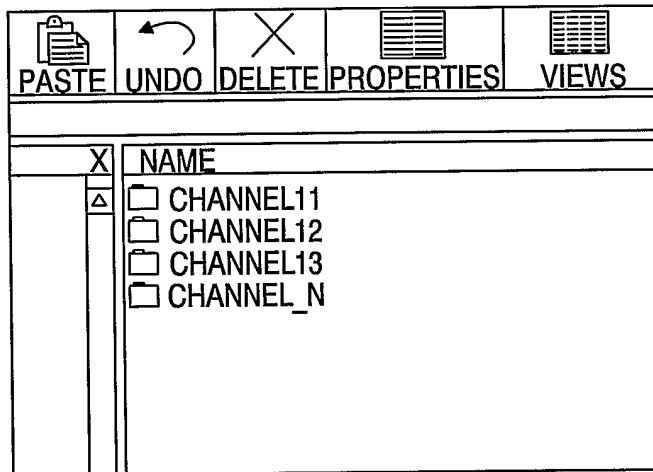 PASTE UNDO DELETE PROPERTIES VIEWS
X NAME
CHANNEL11
CHANNEL12
CHANNEL13
CHANNEL_N